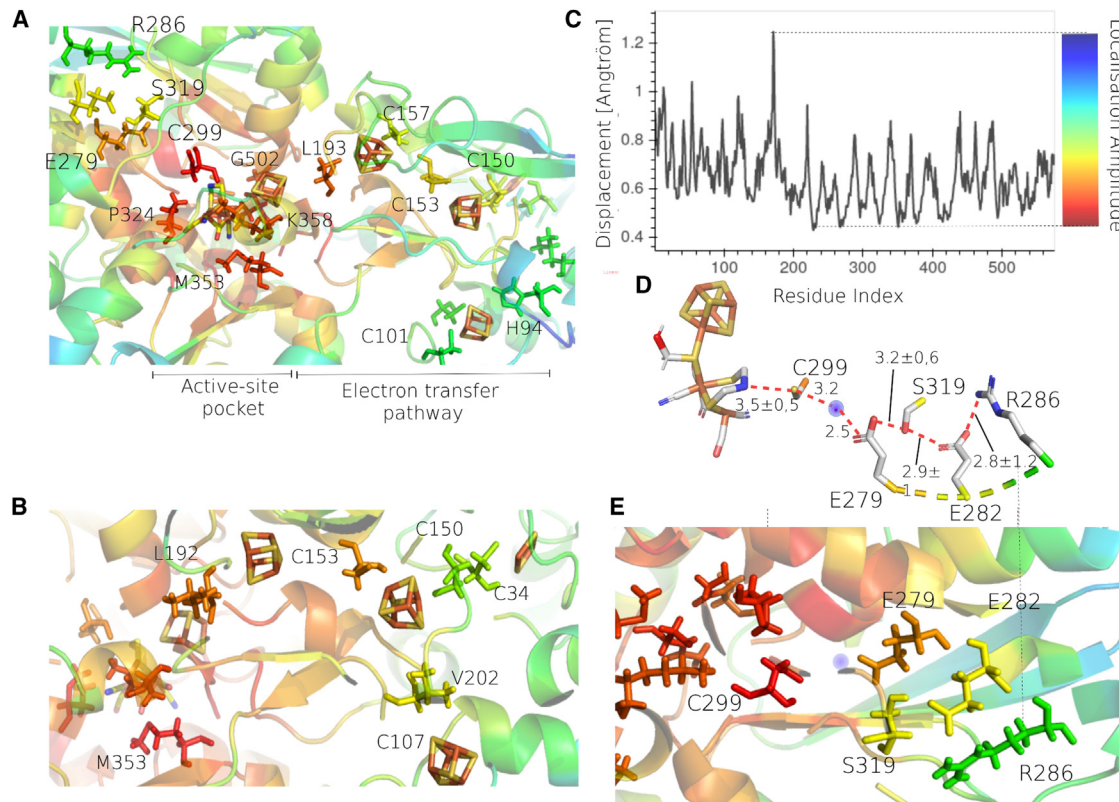 A
R286
S319
C299
E279
G502
L193
C157
C150
C153
P324
K358
M353
C101
H94
Active-site
pocket
Electron transfer
pathway
B
L192
C153
C150
C34
V202
M353
C107
C
Displacement [Angtröm]
1.2
1
0.8
0.6
0.4
100
200
300
400
500
Residue Index
Localisation Amplitude
D
C299
3.2±0,6
3.2
S319
R286
3.5±0,5
2.5
2.9±
1
2.8±1.2
E279
E282
E
E279
E282
C299
S319
R286